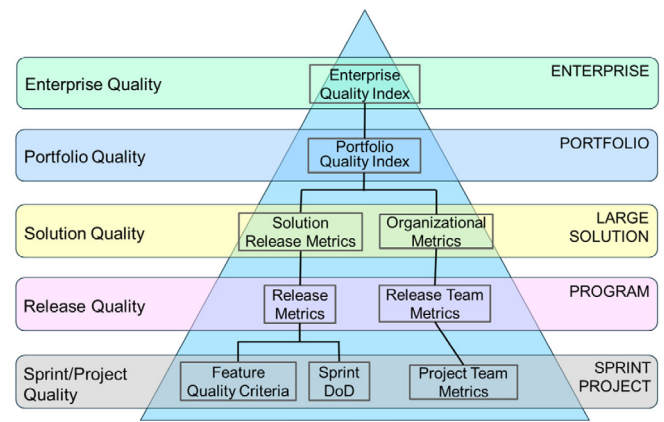 Enterprise Quality
Enterprise
Quality Index
ENTERPRISE
Portfolio Quality
Portfolio
Quality Index
PORTFOLIO
Solution Quality
Solution
Release Metrics
Organizational
Metrics
LARGE
SOLUTION
Release Quality
Release
Metrics
Release Team
Metrics
PROGRAM
Sprint/Project
Quality
Feature
Quality Criteria
Sprint
DoD
Project Team
Metrics
SPRINT
PROJECT